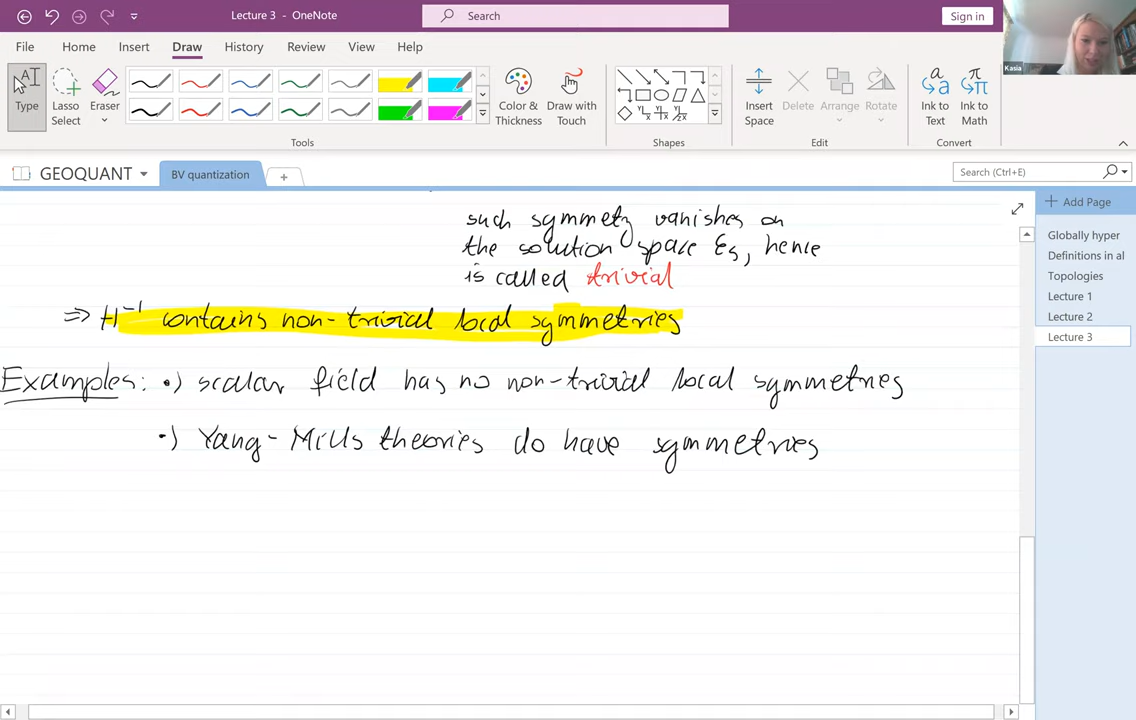 Lecture 3 - OneNote
Search
Sign in
File Home Insert Draw History Review View Help
Kasia
Type
Lasso Select
Eraser
Color & Thickness
Draw with Touch
Insert Space
Delete
Arrange
Rotate
Ink to Text
Ink to Math
Tools
Shapes
Edit
Convert
GEOQUANT
BV quantization
Search (Ctrl+E)
Add Page
Globally hyper
Definitions in al
Topologies
Lecture 1
Lecture 2
Lecture 3
such symmetry vanishes on
the solution space Es, hence
is called trivial
⇒ H⁻¹ contains non-trivial local symmetries
Examples: •) scalar field has no non-trivial local symmetries
•) Yang-Mills theories do have symmetries